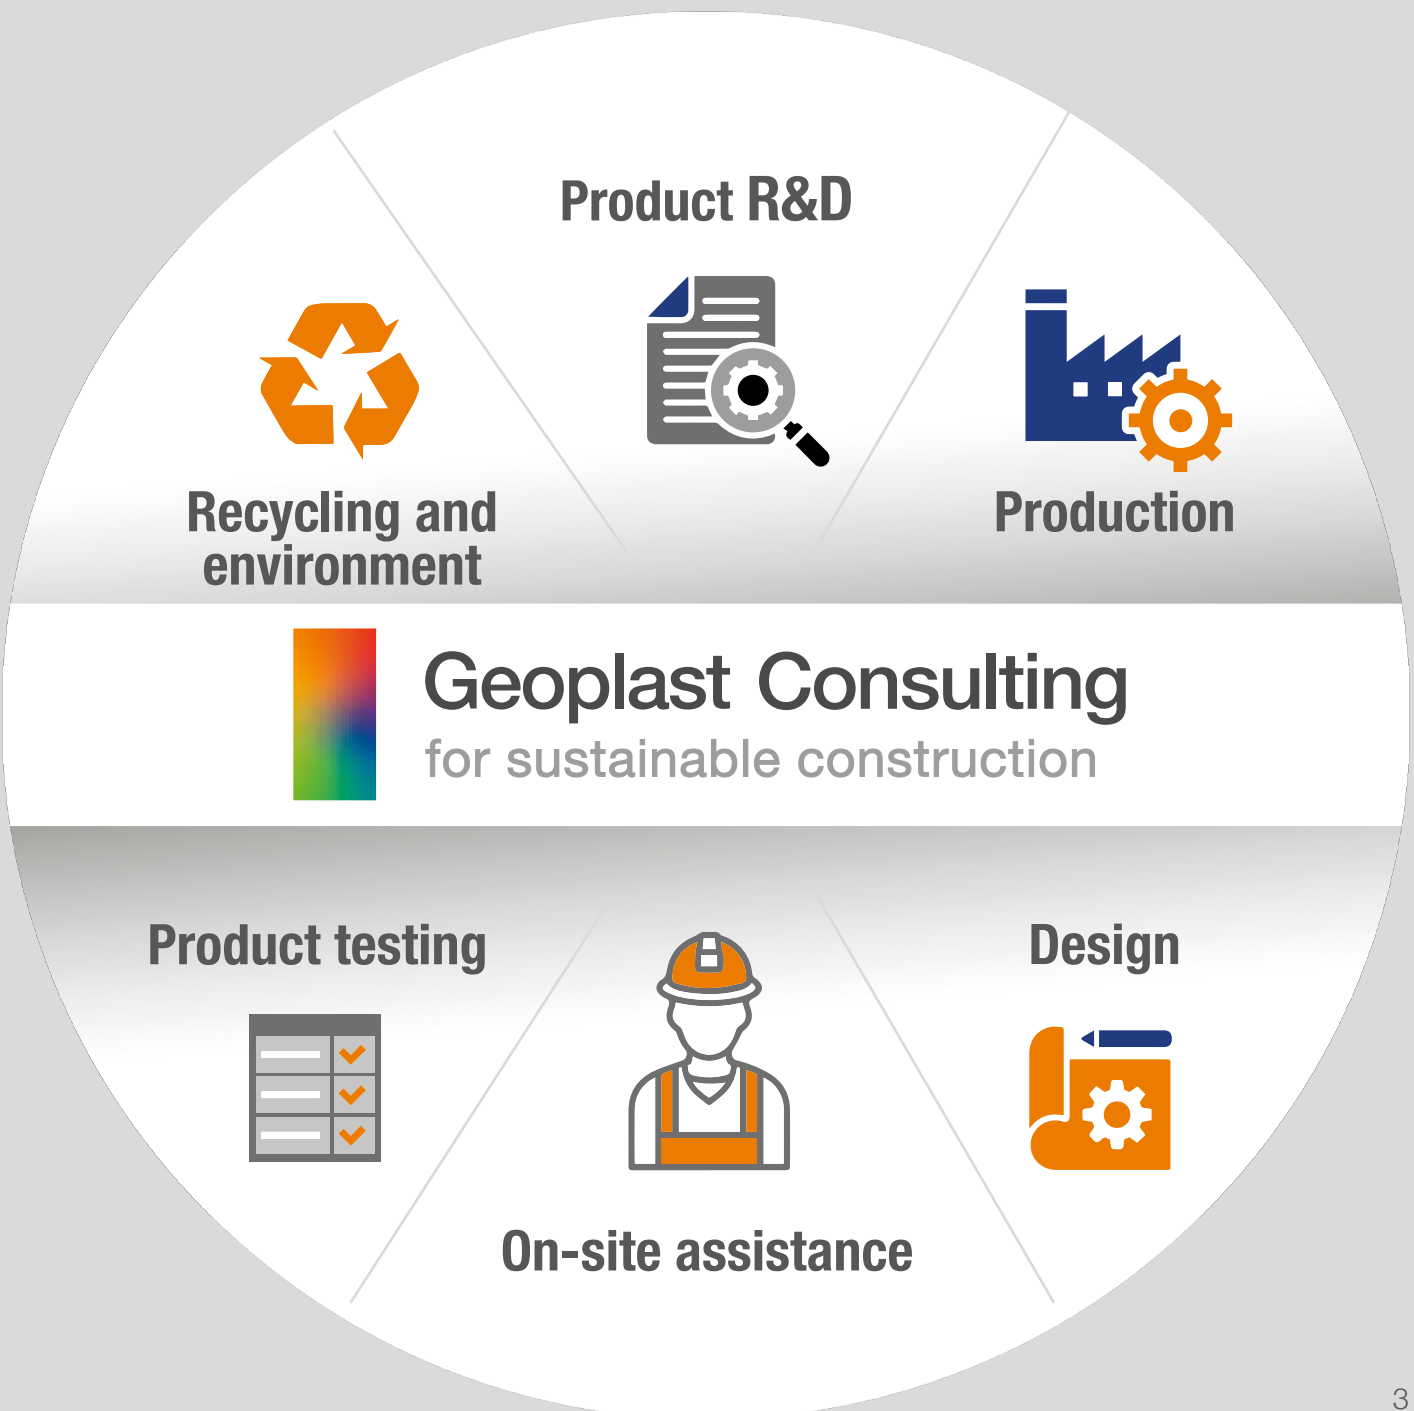 Product R&D
Recycling and
environment
Production
Geoplast Consulting
for sustainable construction
Product testing
Design
On-site assistance
3